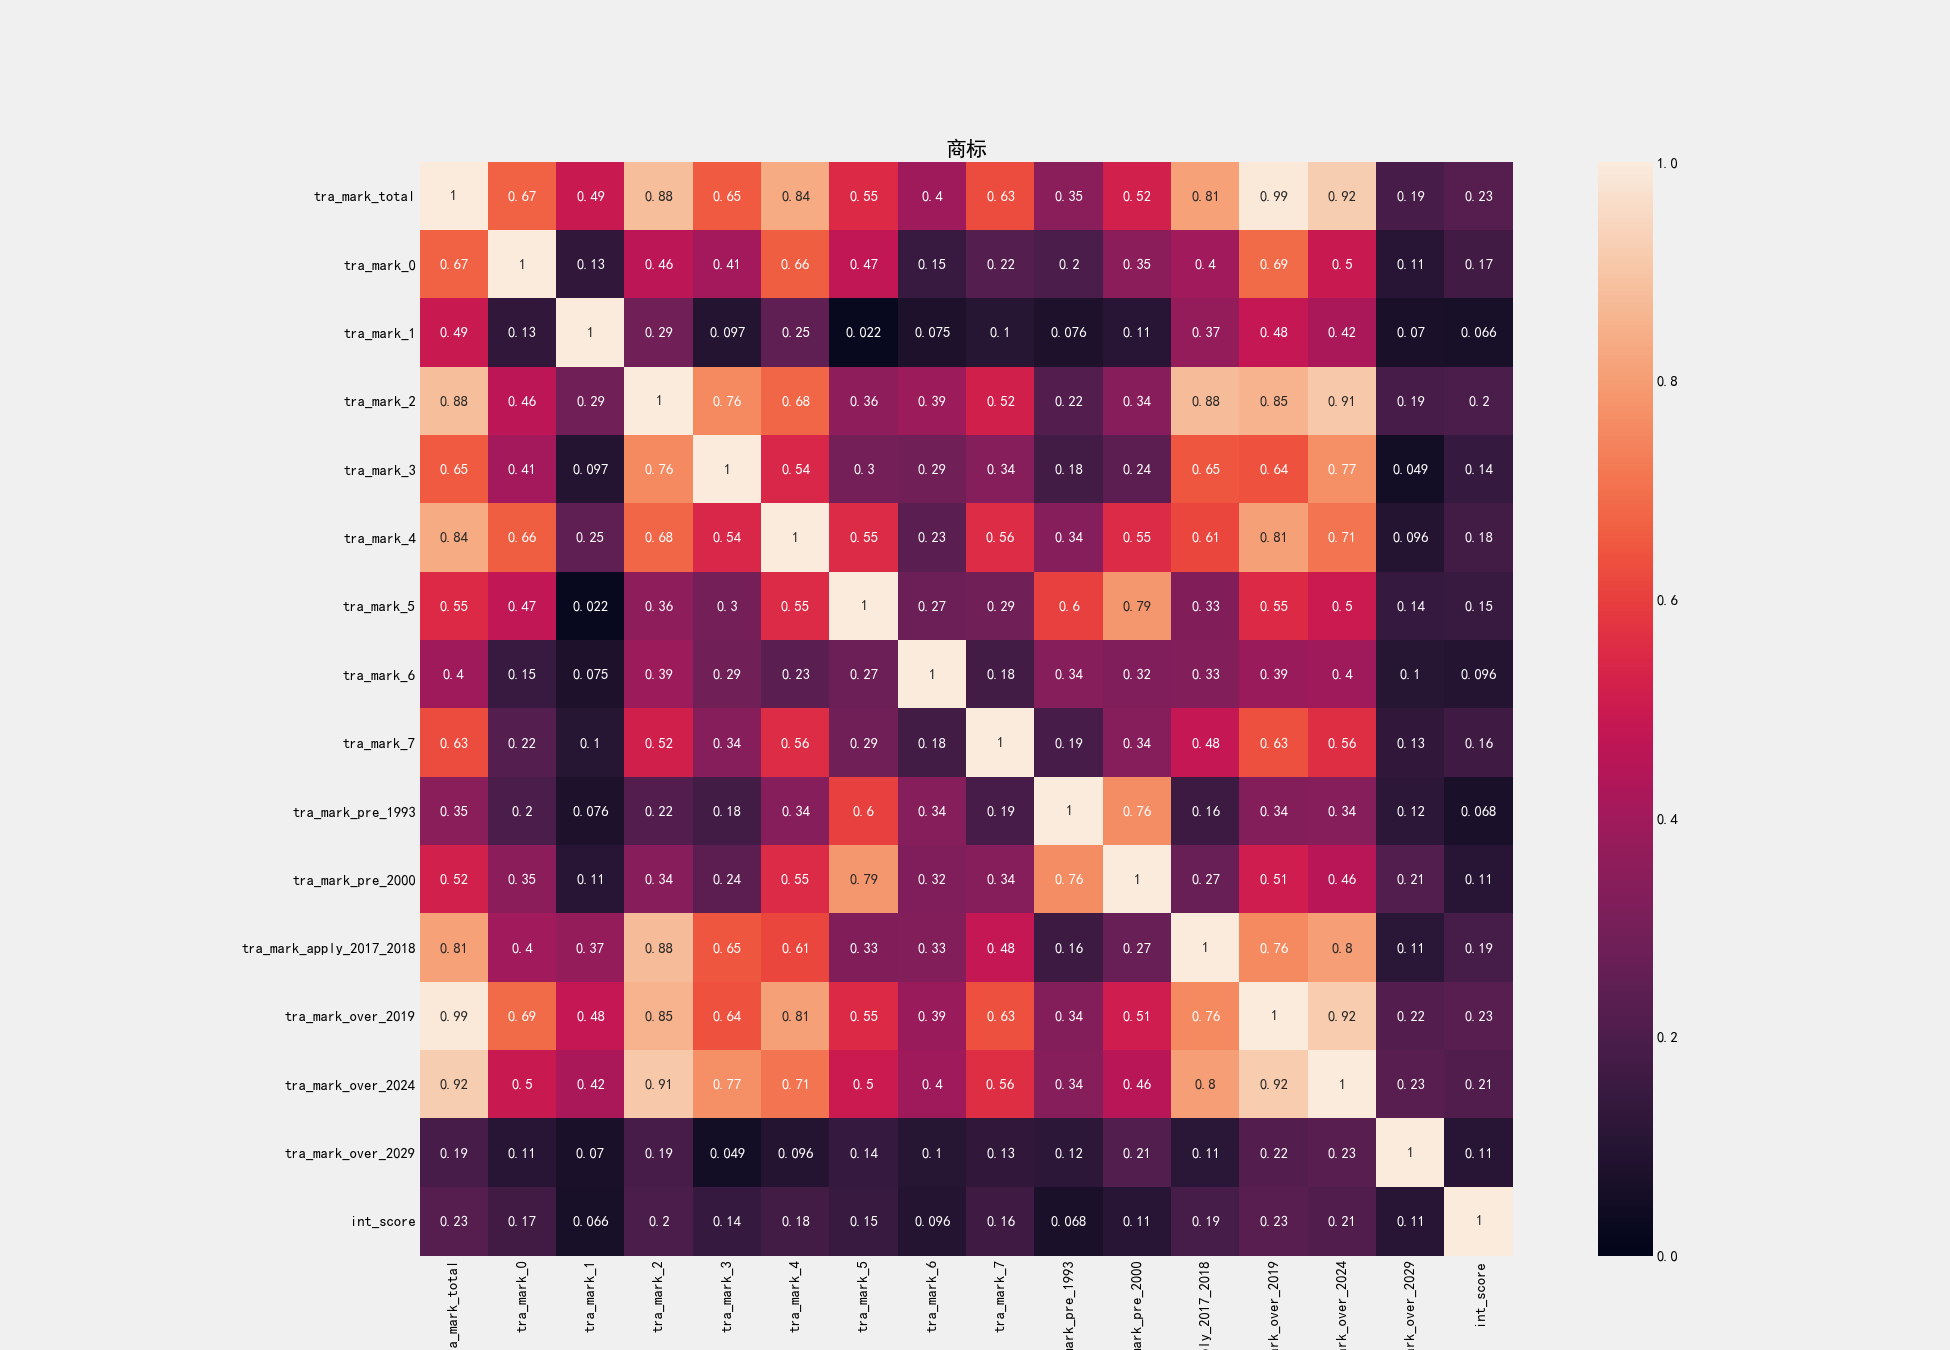 商标
1.0
tra_mark_total 1 0.67 0.49 0.88 0.65 0.84 0.55 0.4 0.63 0.35 0.52 0.81 0.99 0.92 0.19 0.23
tra_mark_0 0.67 1 0.13 0.46 0.41 0.66 0.47 0.15 0.22 0.2 0.35 0.4 0.69 0.5 0.11 0.17
tra_mark_1 0.49 0.13 1 0.29 0.097 0.25 0.022 0.075 0.1 0.076 0.11 0.37 0.48 0.42 0.07 0.066
0.8
tra_mark_2 0.88 0.46 0.29 1 0.76 0.68 0.36 0.39 0.52 0.22 0.34 0.88 0.85 0.91 0.19 0.2
tra_mark_3 0.65 0.41 0.097 0.76 1 0.54 0.3 0.29 0.34 0.18 0.24 0.65 0.64 0.77 0.049 0.14
tra_mark_4 0.84 0.66 0.25 0.68 0.54 1 0.55 0.23 0.56 0.34 0.55 0.61 0.81 0.71 0.096 0.18
0.6
tra_mark_5 0.55 0.47 0.022 0.36 0.3 0.55 1 0.27 0.29 0.6 0.79 0.33 0.55 0.5 0.14 0.15
tra_mark_6 0.4 0.15 0.075 0.39 0.29 0.23 0.27 1 0.18 0.34 0.32 0.33 0.39 0.4 0.1 0.096
tra_mark_7 0.63 0.22 0.1 0.52 0.34 0.56 0.29 0.18 1 0.19 0.34 0.48 0.63 0.56 0.13 0.16
tra_mark_pre_1993 0.35 0.2 0.076 0.22 0.18 0.34 0.6 0.34 0.19 1 0.76 0.16 0.34 0.34 0.12 0.068
0.4
tra_mark_pre_2000 0.52 0.35 0.11 0.34 0.24 0.55 0.79 0.32 0.34 0.76 1 0.27 0.51 0.46 0.21 0.11
tra_mark_apply_2017_2018 0.81 0.4 0.37 0.88 0.65 0.61 0.33 0.33 0.48 0.16 0.27 1 0.76 0.8 0.11 0.19
tra_mark_over_2019 0.99 0.69 0.48 0.85 0.64 0.81 0.55 0.39 0.63 0.34 0.51 0.76 1 0.92 0.22 0.23
0.2
tra_mark_over_2024 0.92 0.5 0.42 0.91 0.77 0.71 0.5 0.4 0.56 0.34 0.46 0.8 0.92 1 0.23 0.21
tra_mark_over_2029 0.19 0.11 0.07 0.19 0.049 0.096 0.14 0.1 0.13 0.12 0.21 0.11 0.22 0.23 1 0.11
int_score 0.23 0.17 0.066 0.2 0.14 0.18 0.15 0.096 0.16 0.068 0.11 0.19 0.23 0.21 0.11 1
0.0
a_mark_total
tra_mark_0
tra_mark_1
tra_mark_2
tra_mark_3
tra_mark_4
tra_mark_5
tra_mark_6
tra_mark_7
mark_pre_1993
mark_pre_2000
ply_2017_2018
ark_over_2019
rk_over_2024
ark_over_2029
int_score